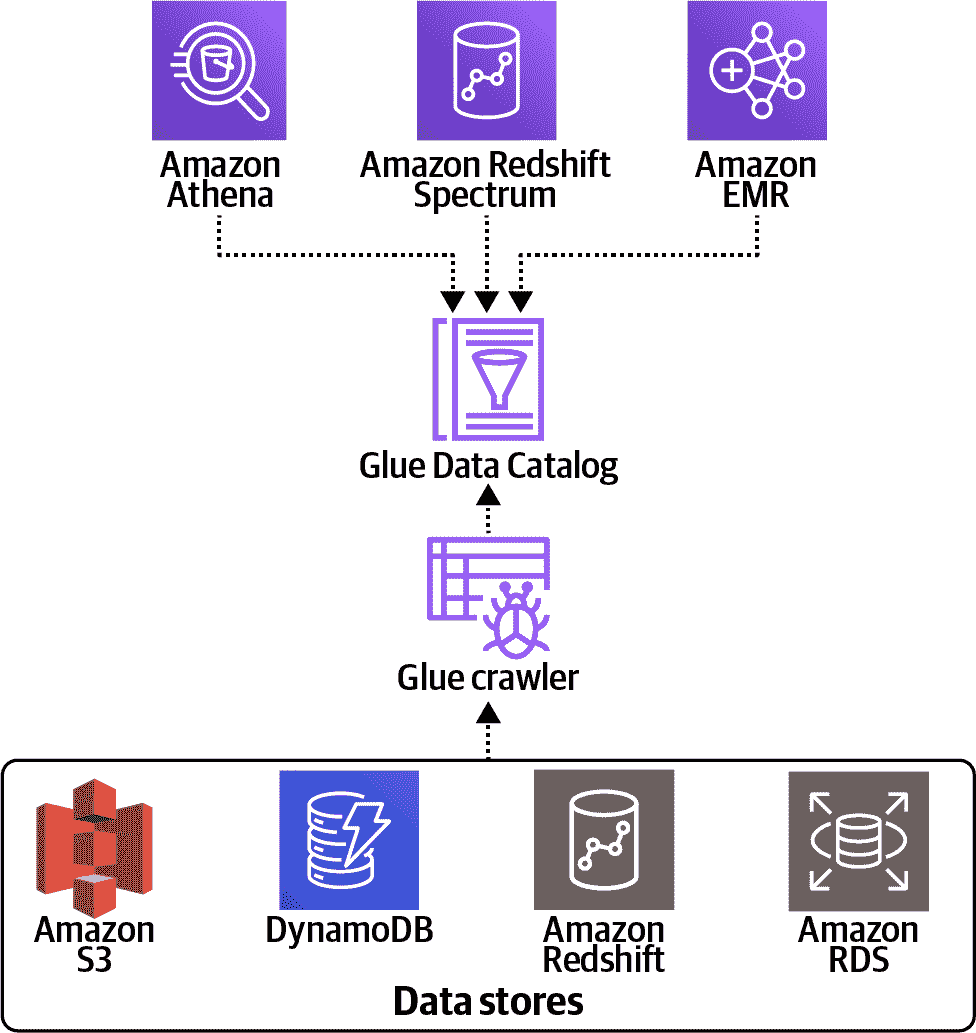 Amazon
Athena
Amazon Redshift
Spectrum
Amazon
EMR
Glue Data Catalog
Glue crawler
Amazon
S3
DynamoDB
Amazon
Redshift
Amazon
RDS
Data stores